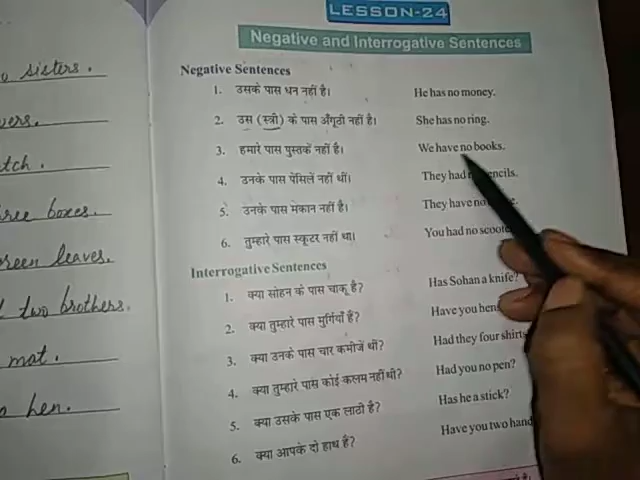 LESSON-24
Negative and Interrogative Sentences
sisters.
tch.
boxes.
leaves.
two brothers.
mat.
hen.
Negative Sentences
1. उसके पास धन नहीं है। He has no money.
2. उस (स्त्री) के पास अँगूठी नहीं है। She has no ring.
3. हमारे पास पुस्तकें नहीं है। We have no books.
4. उनके पास पेंसिलें नहीं थीं। They had
5. उनके पास मकान नहीं है। They have no
6. तुम्हारे पास स्कूटर नहीं था। You had no
Interrogative Sentences
1. क्या सोहन के पास चाकू है? Has Sohan a knife?
2. क्या तुम्हारे पास मुर्गियाँ है? Have you
3. क्या उनके पास चार कमीजें थी? Had they four
4. क्या तुम्हारे पास कोई कलम नहीं थी? Had you no pen?
5. क्या उसके पास एक लाठी है? Has he a stick?
6. क्या आपके दो हाथ है? Have you two